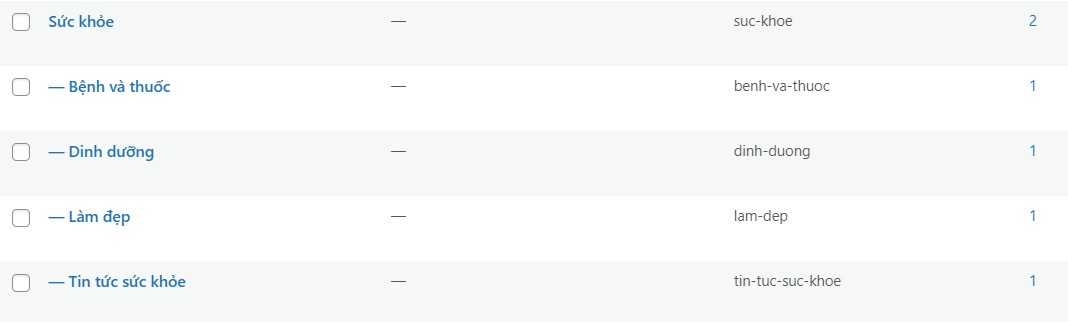 Sức khỏe — suc-khoe 2
— Bệnh và thuốc — benh-va-thuoc 1
— Dinh dưỡng — dinh-duong 1
— Làm đẹp — lam-dep 1
— Tin tức sức khỏe — tin-tuc-suc-khoe 1